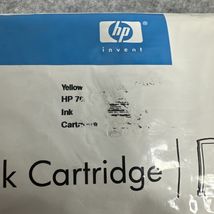 hp
invent
Yellow
HP
Ink
k Cartridge